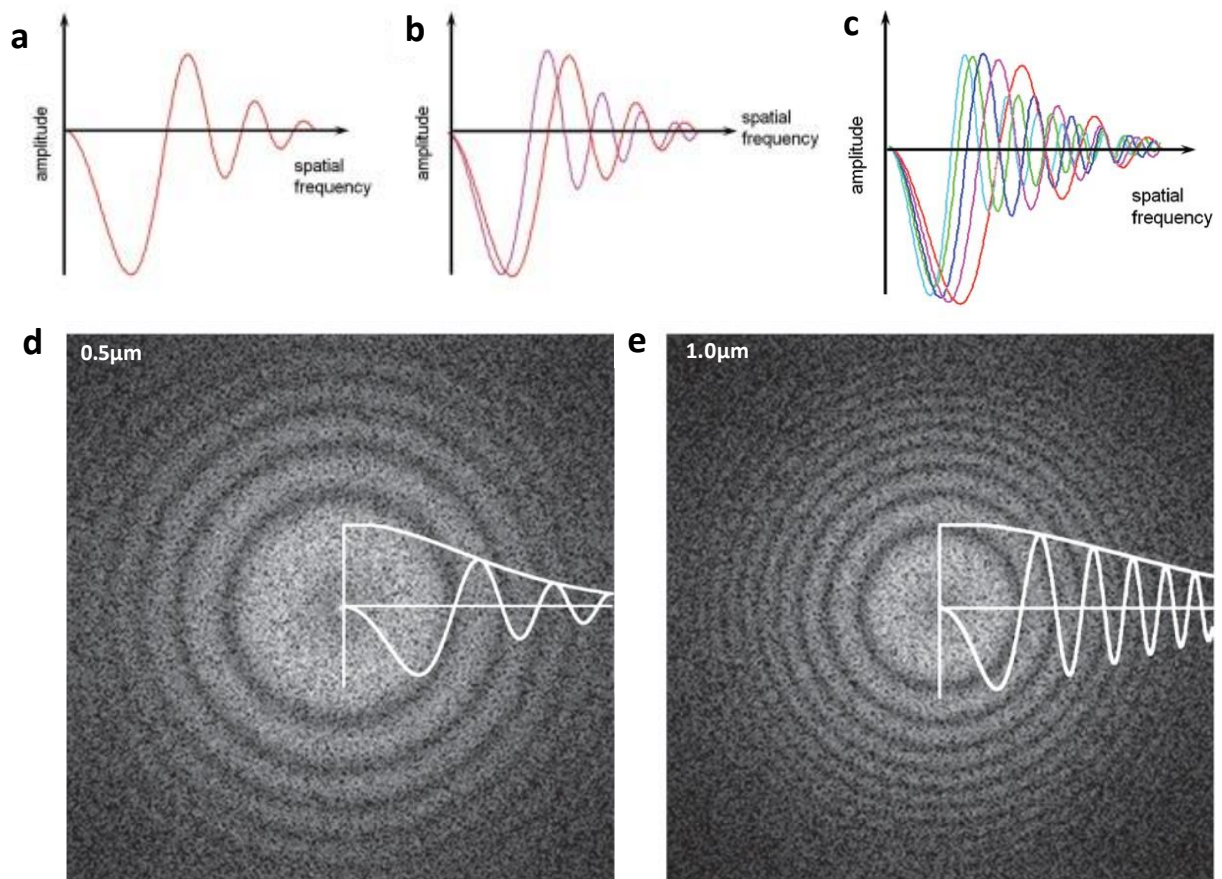 a
amplitude
spatial
frequency
b
amplitude
spatial
frequency
c
amplitude
spatial
frequency
d
0.5µm
e
1.0µm